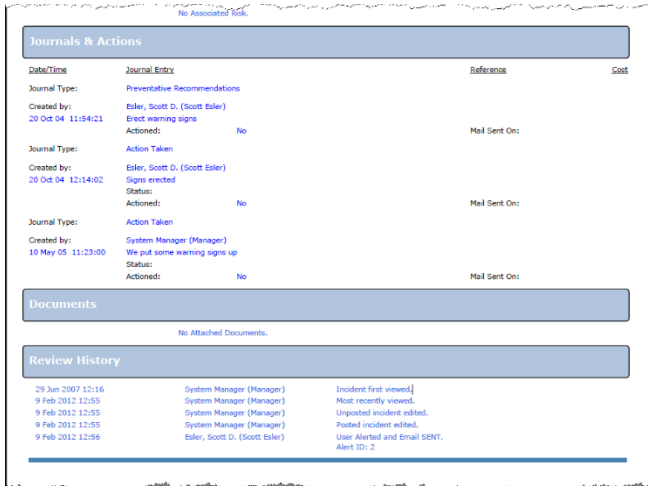 No Associated Risk.
Journals & Actions
Date/Time Journal Entry Reference Cost
Journal Type: Preventative Recommendations
Created by: Esler, Scott D. (Scott Esler)
20 Oct 04 11:54:21 Erect warning signs
Actioned: No Mail Sent On:
Journal Type: Action Taken
Created by: Esler, Scott D. (Scott Esler)
20 Oct 04 12:14:02 Signs erected
Status:
Actioned: No Mail Sent On:
Journal Type: Action Taken
Created by: System Manager (Manager)
10 May 05 11:23:00 We put some warning signs up
Status:
Actioned: No Mail Sent On:
Documents
No Attached Documents.
Review History
29 Jun 2007 12:16 System Manager (Manager) Incident first viewed.
9 Feb 2012 12:55 System Manager (Manager) Most recently viewed.
9 Feb 2012 12:55 System Manager (Manager) Unposted incident edited.
9 Feb 2012 12:55 System Manager (Manager) Posted incident edited.
9 Feb 2012 12:56 Esler, Scott D. (Scott Esler) User Alerted and Email SENT.
Alert ID: 2